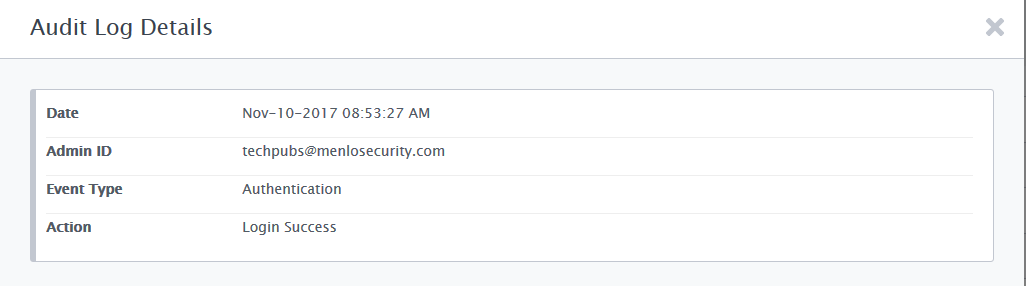 Audit Log Details
Date Nov-10-2017 08:53:27 AM
Admin ID techpubs@menlosecurity.com
Event Type Authentication
Action Login Success